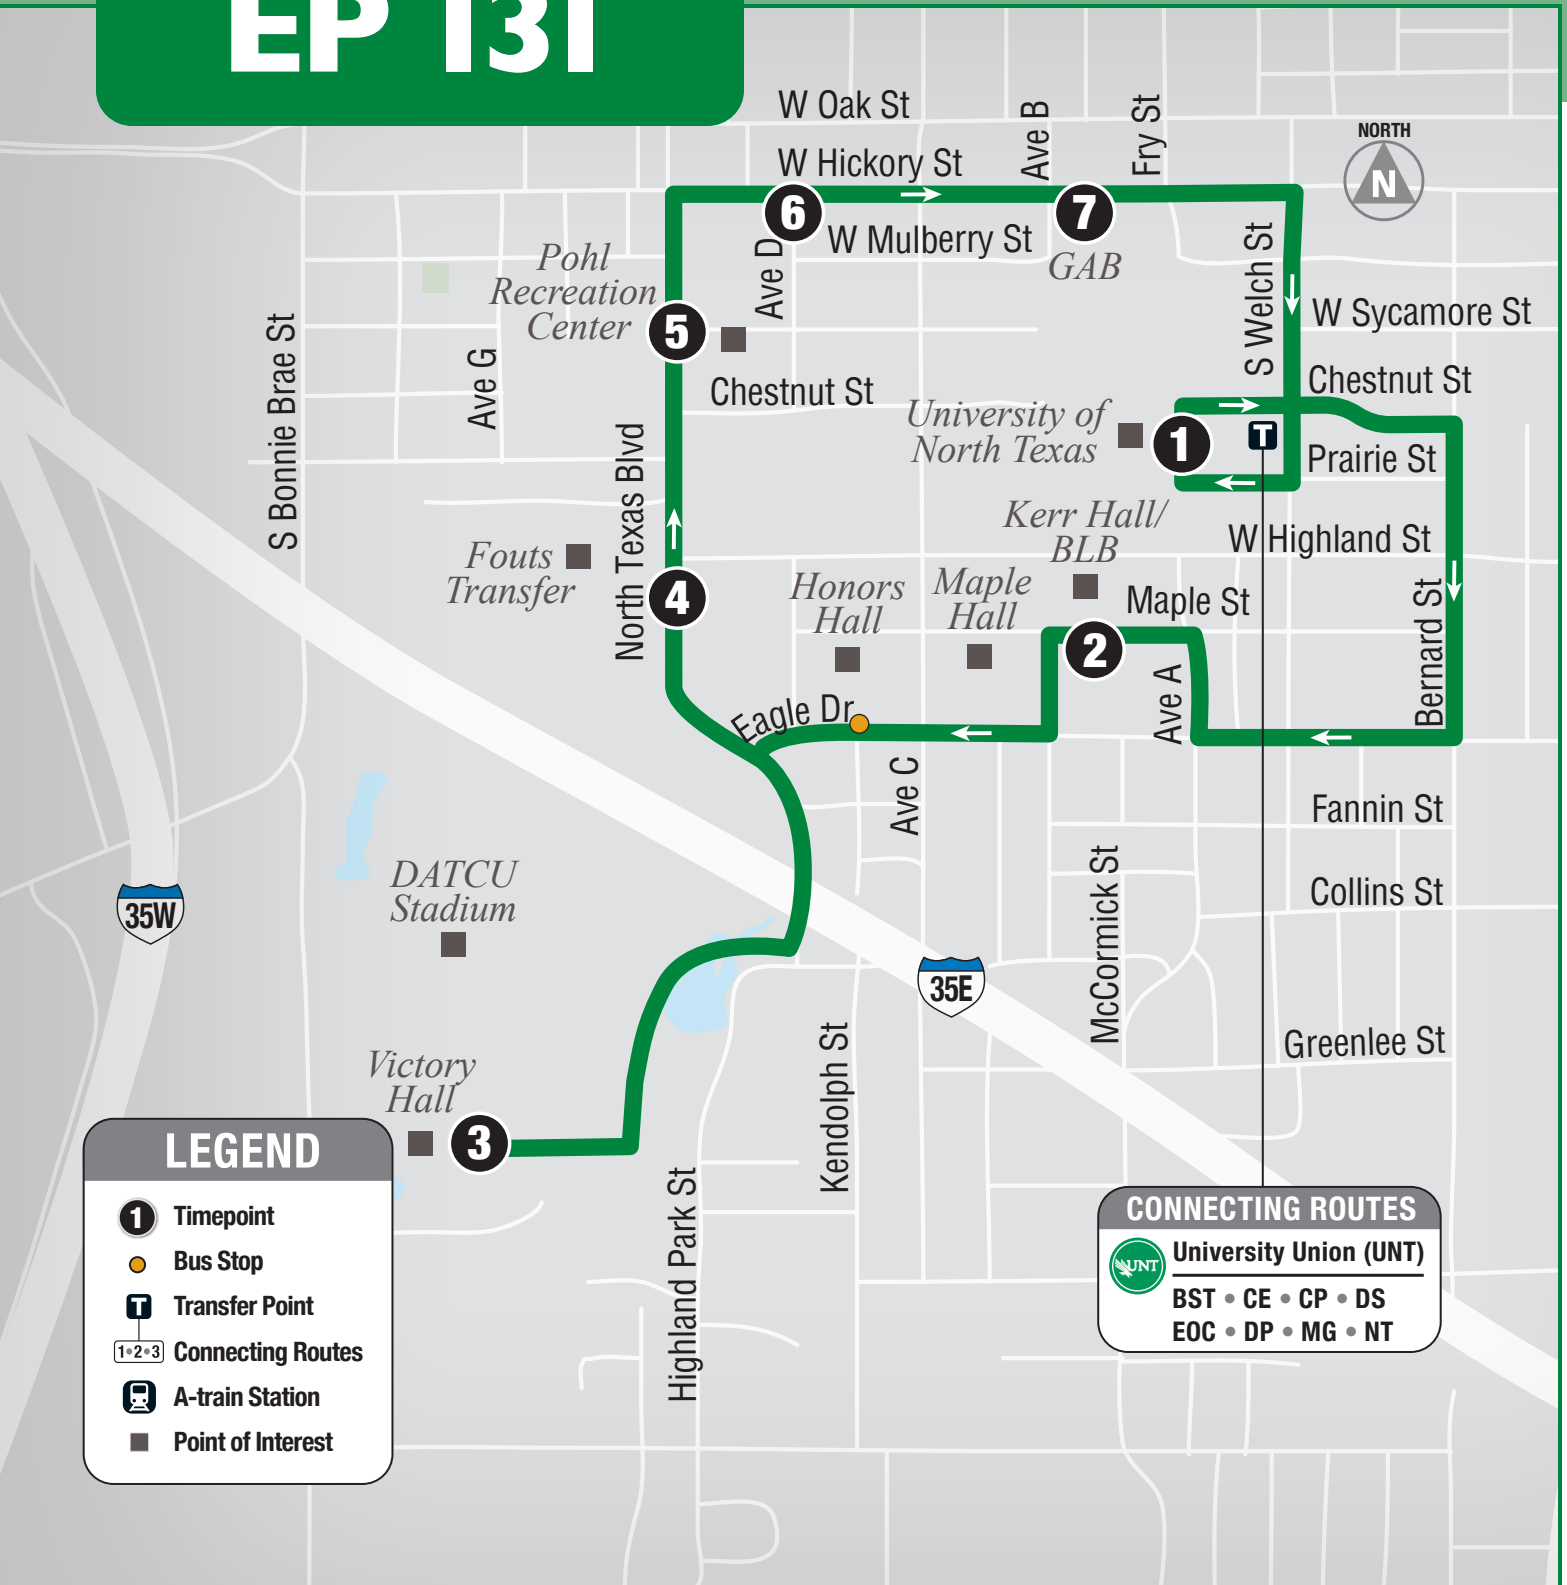 EP 131
W Oak St
Ave B
Fry St
NORTH
N
W Hickory St
6
7
W Mulberry St
GAB
Ave D
S Welch St
Pohl
Recreation
Center
5
W Sycamore St
S Bonnie Brae St
Ave G
Chestnut St
Chestnut St
University of
North Texas
1
T
Prairie St
North Texas Blvd
Kerr Hall/
BLB
W Highland St
Fouts
Transfer
4
Honors
Hall
Maple
Hall
Maple St
2
Bernard St
Ave A
Eagle Dr
Ave C
Fannin St
DATCU
Stadium
McCormick St
Collins St
35W
35E
Greenlee St
Kendolph St
Victory
Hall
3
Highland Park St
LEGEND
1 Timepoint
Bus Stop
T Transfer Point
1•2•3 Connecting Routes
A-train Station
Point of Interest
CONNECTING ROUTES
UNT University Union (UNT)
BST • CE • CP • DS
EOC • DP • MG • NT